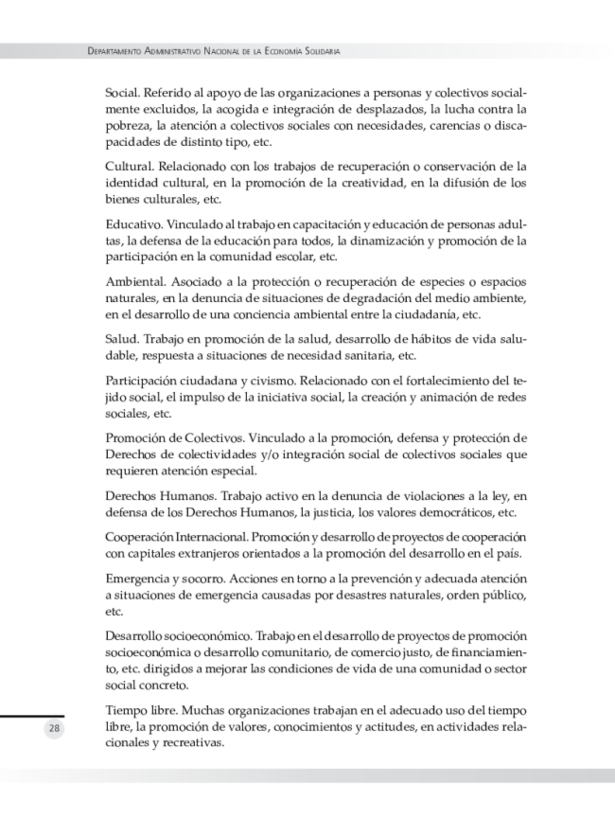 Departamento Administrativo Nacional de la Economía Solidaria
Social. Referido al apoyo de las organizaciones a personas y colectivos social-
mente excluidos, la acogida e integración de desplazados, la lucha contra la
pobreza, la atención a colectivos sociales con necesidades, carencias o disca-
pacidades de distinto tipo, etc.
Cultural. Relacionado con los trabajos de recuperación o conservación de la
identidad cultural, en la promoción de la creatividad, en la difusión de los
bienes culturales, etc.
Educativo. Vinculado al trabajo en capacitación y educación de personas adul-
tas, la defensa de la educación para todos, la dinamización y promoción de la
participación en la comunidad escolar, etc.
Ambiental. Asociado a la protección o recuperación de especies o espacios
naturales, en la denuncia de situaciones de degradación del medio ambiente,
en el desarrollo de una conciencia ambiental entre la ciudadanía, etc.
Salud. Trabajo en promoción de la salud, desarrollo de hábitos de vida salu-
dable, respuesta a situaciones de necesidad sanitaria, etc.
Participación ciudadana y civismo. Relacionado con el fortalecimiento del te-
jido social, el impulso de la iniciativa social, la creación y animación de redes
sociales, etc.
Promoción de Colectivos. Vinculado a la promoción, defensa y protección de
Derechos de colectividades y/o integración social de colectivos sociales que
requieren atención especial.
Derechos Humanos. Trabajo activo en la denuncia de violaciones a la ley, en
defensa de los Derechos Humanos, la justicia, los valores democráticos, etc.
Cooperación Internacional. Promoción y desarrollo de proyectos de cooperación
con capitales extranjeros orientados a la promoción del desarrollo en el país.
Emergencia y socorro. Acciones en torno a la prevención y adecuada atención
a situaciones de emergencia causadas por desastres naturales, orden público,
etc.
Desarrollo socioeconómico. Trabajo en el desarrollo de proyectos de promoción
socioeconómica o desarrollo comunitario, de comercio justo, de financiamien-
to, etc. dirigidos a mejorar las condiciones de vida de una comunidad o sector
social concreto.
Tiempo libre. Muchas organizaciones trabajan en el adecuado uso del tiempo
libre, la promoción de valores, conocimientos y actitudes, en actividades rela-
cionales y recreativas.
28